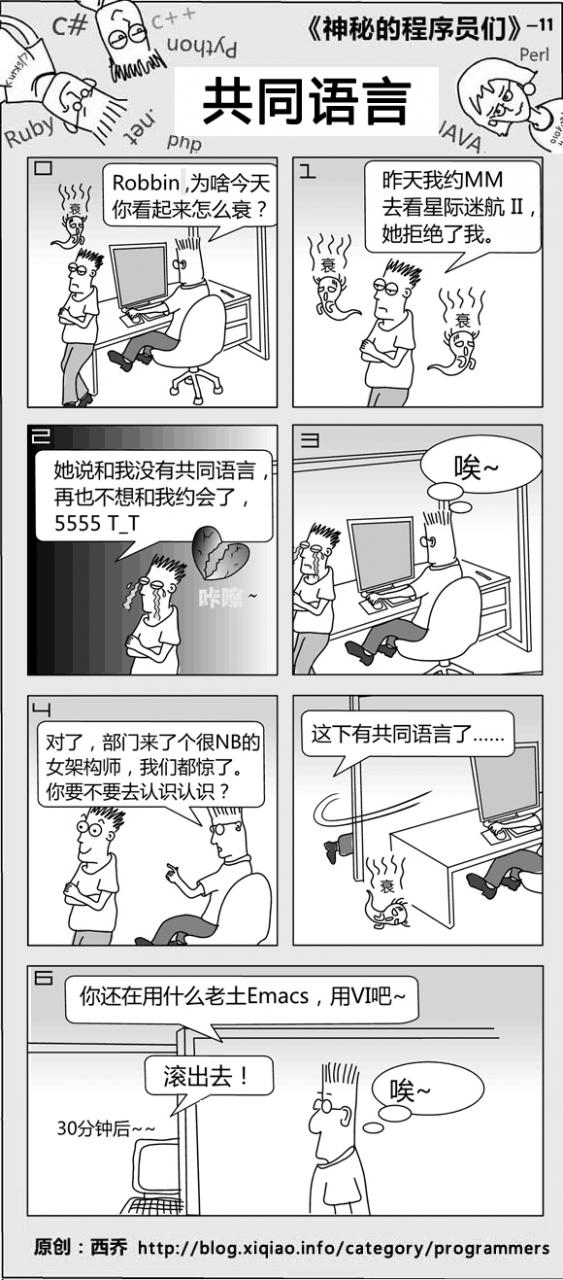 c#
c++
Python
《神秘的程序员们》-11
Perl
Ruby
.net
php
JAVA
共同语言
0
Robbin ,为啥今天
你看起来怎么衰？
衰
1
昨天我约MM
去看星际迷航 II，
她拒绝了我。
衰
衰
2
她说和我没有共同语言，
再也不想和我约会了，
5555 T_T
咔嚓~
3
唉~
4
对了，部门来了个很NB的
女架构师，我们都惊了。
你要不要去认识认识？
这下有共同语言了……
衰
6
你还在用什么老土Emacs，用VI吧~
滚出去！
唉~
30分钟后~~
原创：西乔 http://blog.xiqiao.info/category/programmers